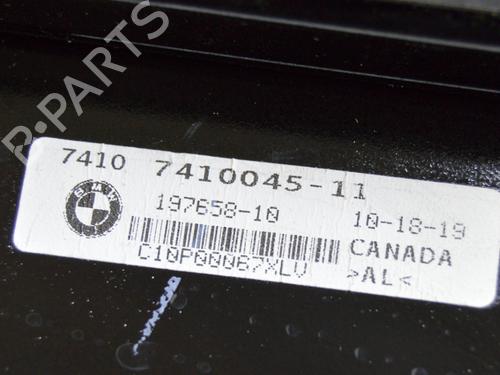 B-PARTS
7410 7410045-11
197658-10 10-18-19
CANADA
C10P00067XLV >AL<